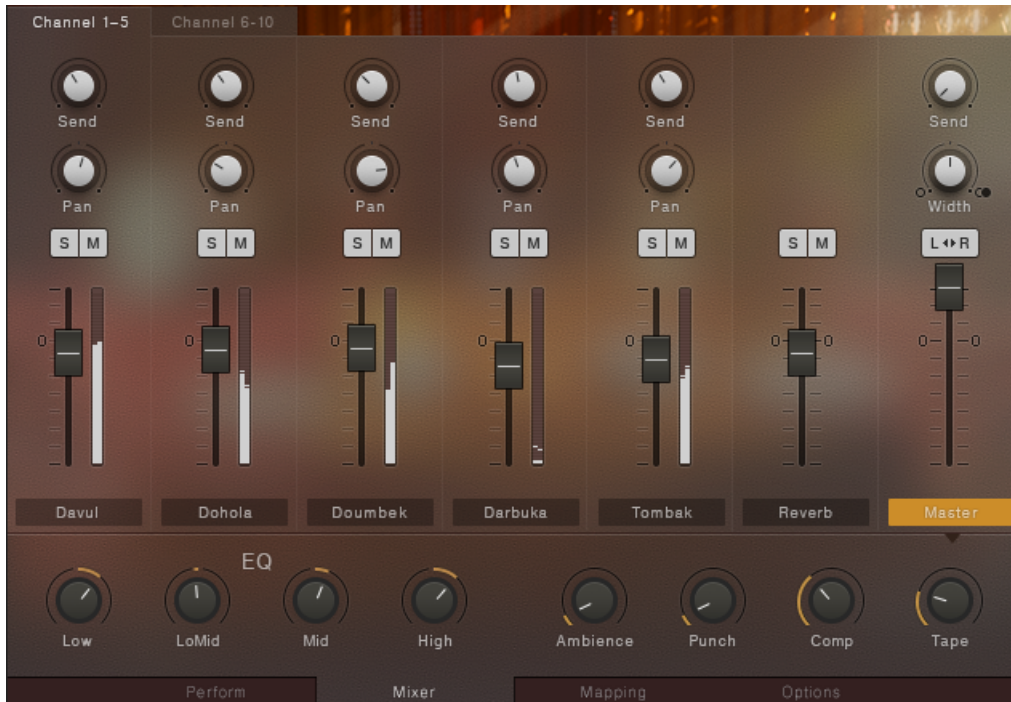 Channel 1–5 Channel 6-10
Send Send Send Send Send Send
Pan Pan Pan Pan Pan Width
S M S M S M S M S M S M L R
0 0 0 0 0 0 0 0
Davul Dohola Doumbek Darbuka Tombak Reverb Master
EQ
Low LoMid Mid High Ambience Punch Comp Tape
Perform Mixer Mapping Options